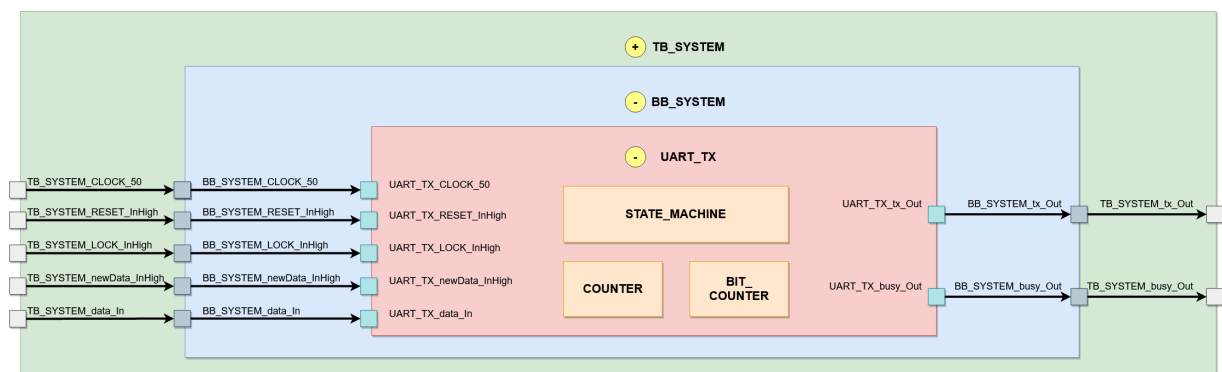 + TB_SYSTEM
- BB_SYSTEM
- UART_TX
TB_SYSTEM_CLOCK_50 BB_SYSTEM_CLOCK_50 UART_TX_CLOCK_50
TB_SYSTEM_RESET_InHigh BB_SYSTEM_RESET_InHigh UART_TX_RESET_InHigh
TB_SYSTEM_LOCK_InHigh BB_SYSTEM_LOCK_InHigh UART_TX_LOCK_InHigh
TB_SYSTEM_newData_InHigh BB_SYSTEM_newData_InHigh UART_TX_newData_InHigh
TB_SYSTEM_data_In BB_SYSTEM_data_In UART_TX_data_In
STATE_MACHINE
COUNTER
BIT_
COUNTER
UART_TX_tx_Out BB_SYSTEM_tx_Out TB_SYSTEM_tx_Out
UART_TX_busy_Out BB_SYSTEM_busy_Out TB_SYSTEM_busy_Out